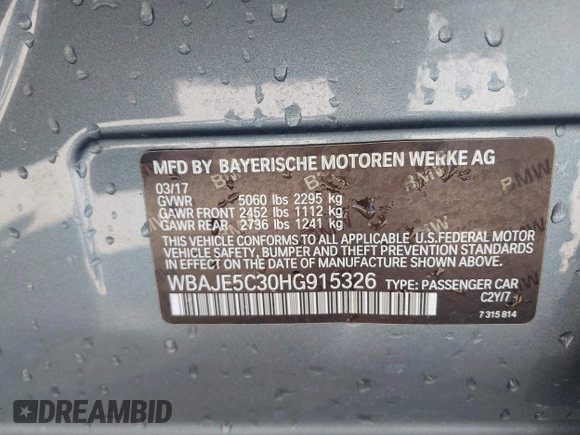 MFD BY BAYERISCHE MOTOREN WERKE AG
03/17
GVWR 5060 lbs 2295 kg
GAWR FRONT 2452 lbs 1112 kg
GAWR REAR 2736 lbs 1241 kg
THIS VEHICLE CONFORMS TO ALL APPLICABLE U.S.FEDERAL MOTOR
VEHICLE SAFETY, BUMPER, AND THEFT PREVENTION STANDARDS
IN EFFECT ON THE DATE OF MANUFACTURE SHOWN ABOVE.
WBAJE5C30HG915326 TYPE: PASSENGER CAR
C2Y/7
7 315 814
BMW
DREAMBID